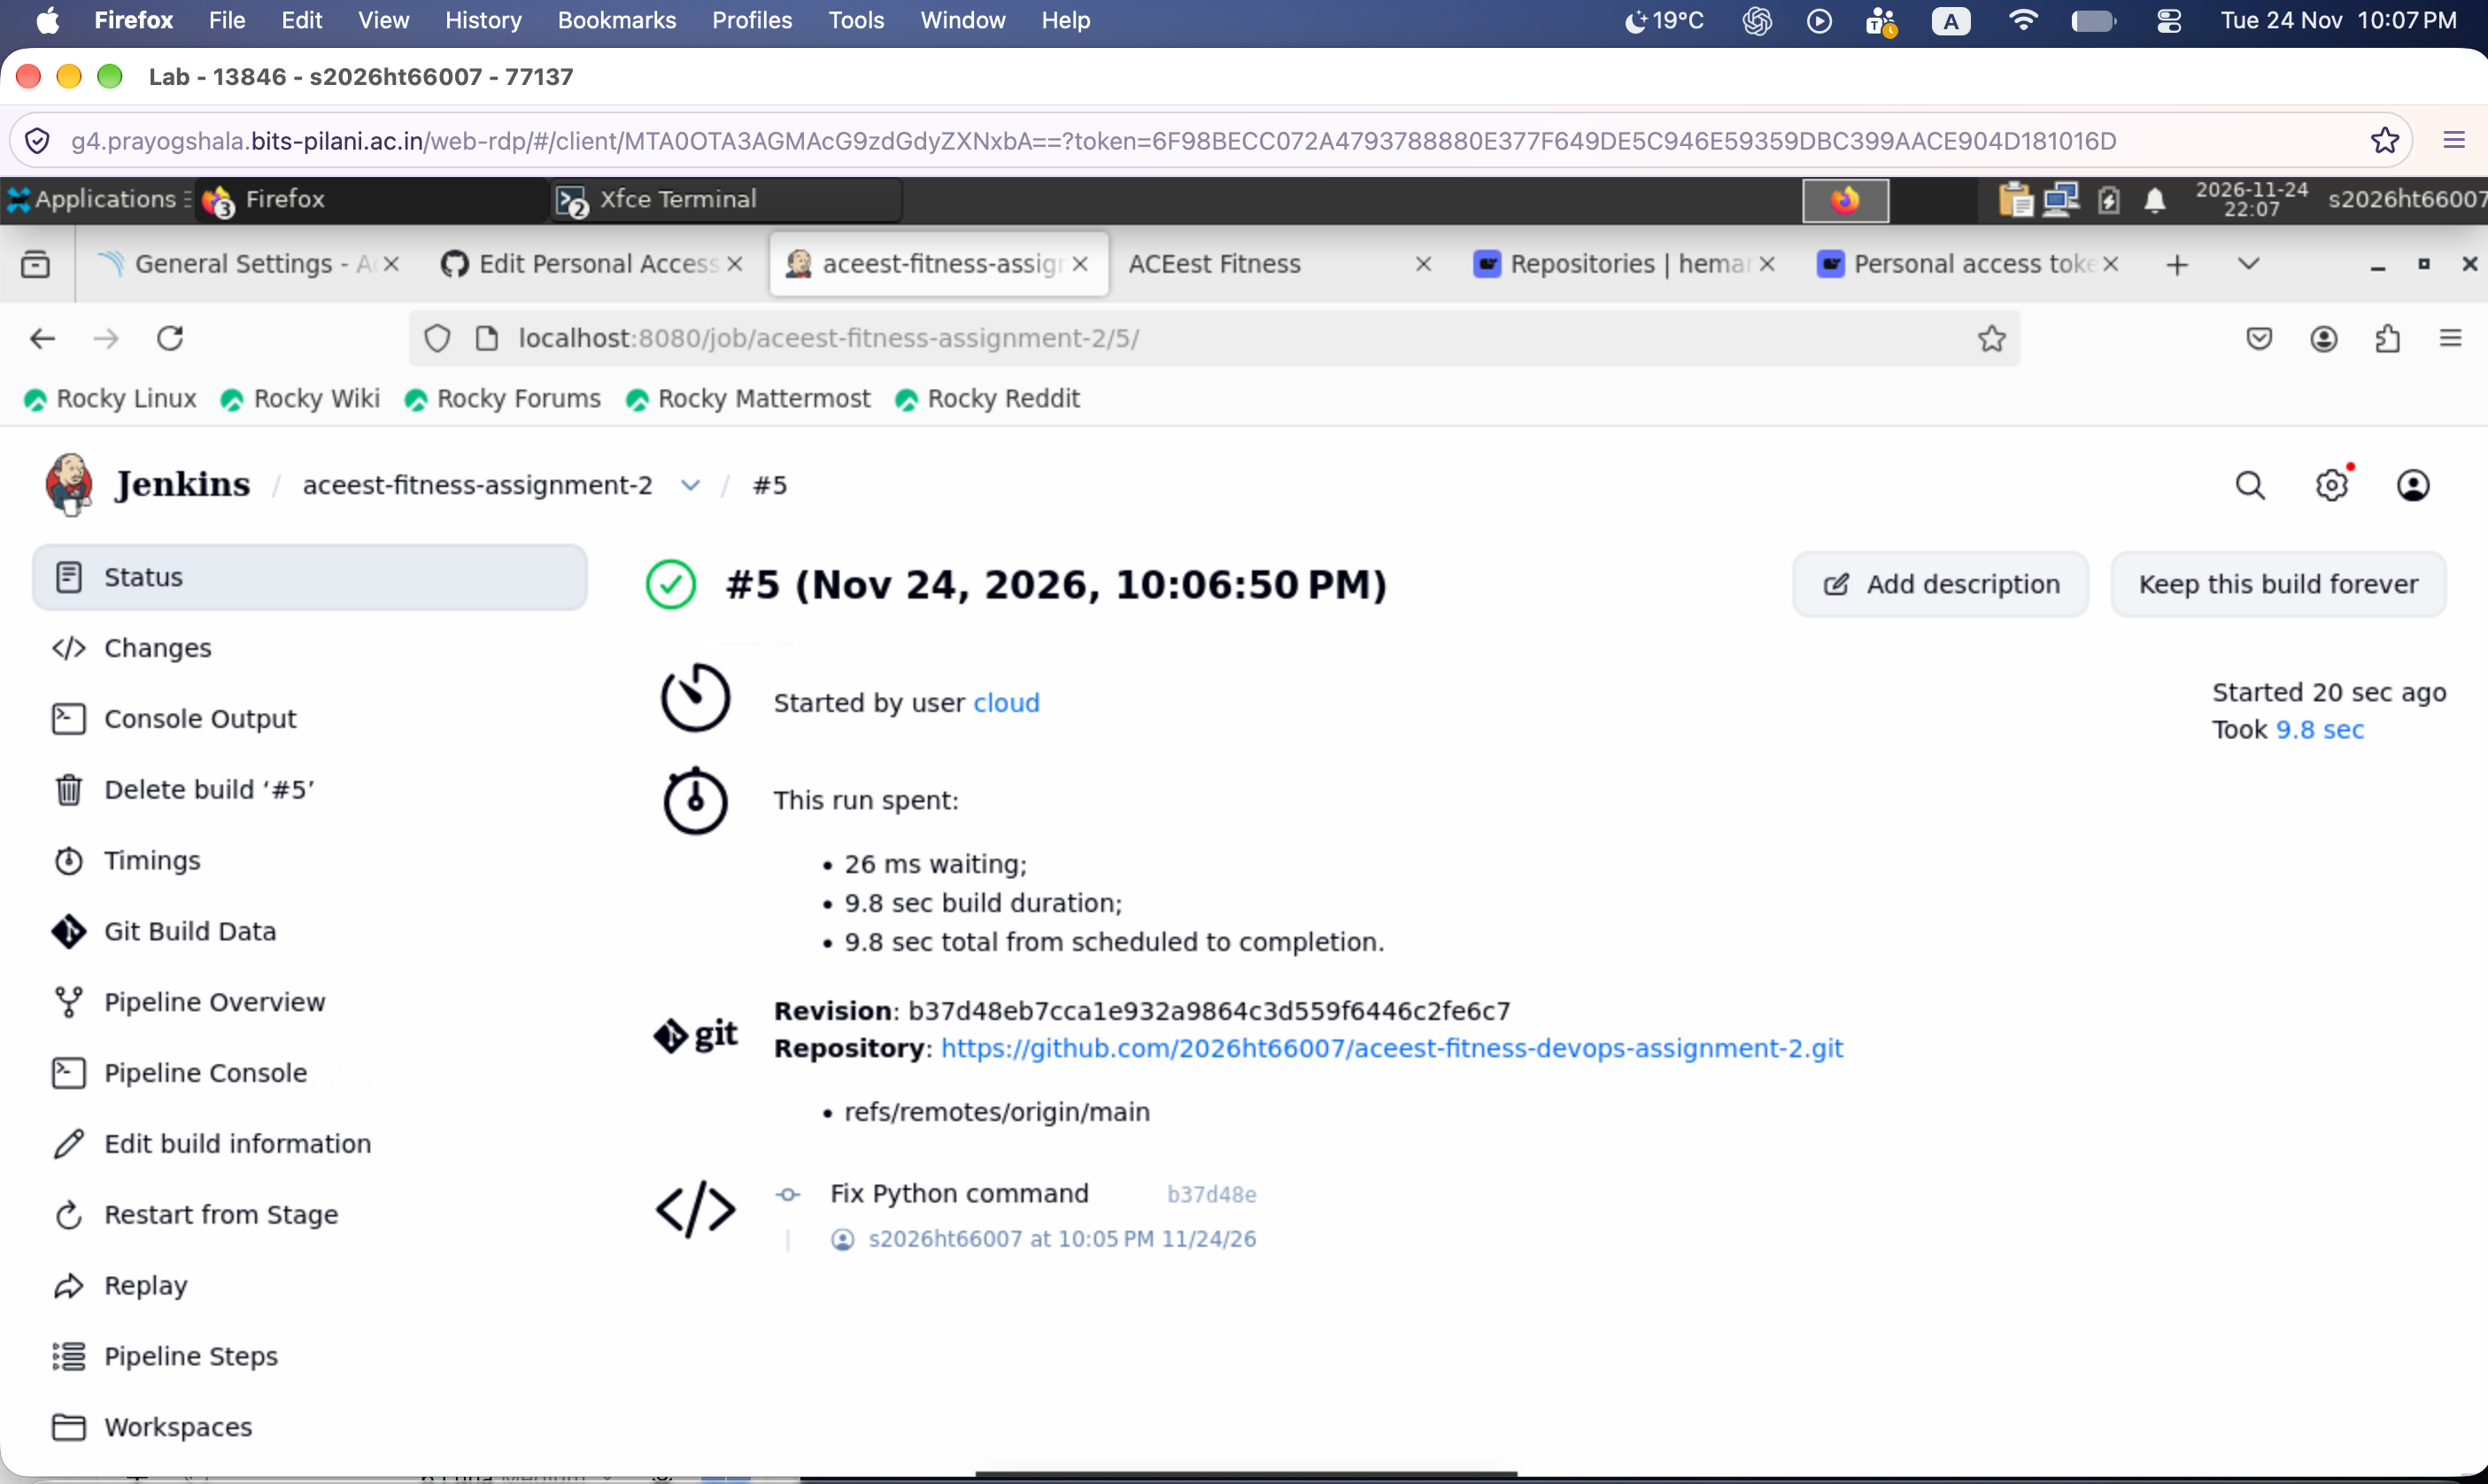 Firefox File Edit View History Bookmarks Profiles Tools Window Help 19°C A Tue 24 Nov 10:07 PM
Lab - 13846 - s2026ht66007 - 77137
g4.prayogshala.bits-pilani.ac.in/web-rdp/#/client/MTA0OTA3AGMAcG9zdGdyZXNxbA==?token=6F98BECC072A4793788880E377F649DE5C946E59359DBC399AACE904D181016D
Applications 3 Firefox 2 Xfce Terminal 2026-11-24 22:07 s2026ht66007
General Settings - A Edit Personal Access aceest-fitness-assigr ACEest Fitness Repositories | hemar Personal access toke
localhost:8080/job/aceest-fitness-assignment-2/5/
Rocky Linux Rocky Wiki Rocky Forums Rocky Mattermost Rocky Reddit
Jenkins / aceest-fitness-assignment-2 / #5
Status
Changes
Console Output
Delete build ‘#5’
Timings
Git Build Data
Pipeline Overview
Pipeline Console
Edit build information
Restart from Stage
Replay
Pipeline Steps
Workspaces
#5 (Nov 24, 2026, 10:06:50 PM)
Add description
Keep this build forever
Started by user cloud
Started 20 sec ago
Took 9.8 sec
This run spent:
• 26 ms waiting;
• 9.8 sec build duration;
• 9.8 sec total from scheduled to completion.
git
Revision: b37d48eb7cca1e932a9864c3d559f6446c2fe6c7
Repository: https://github.com/2026ht66007/aceest-fitness-devops-assignment-2.git
• refs/remotes/origin/main
Fix Python command b37d48e
s2026ht66007 at 10:05 PM 11/24/26